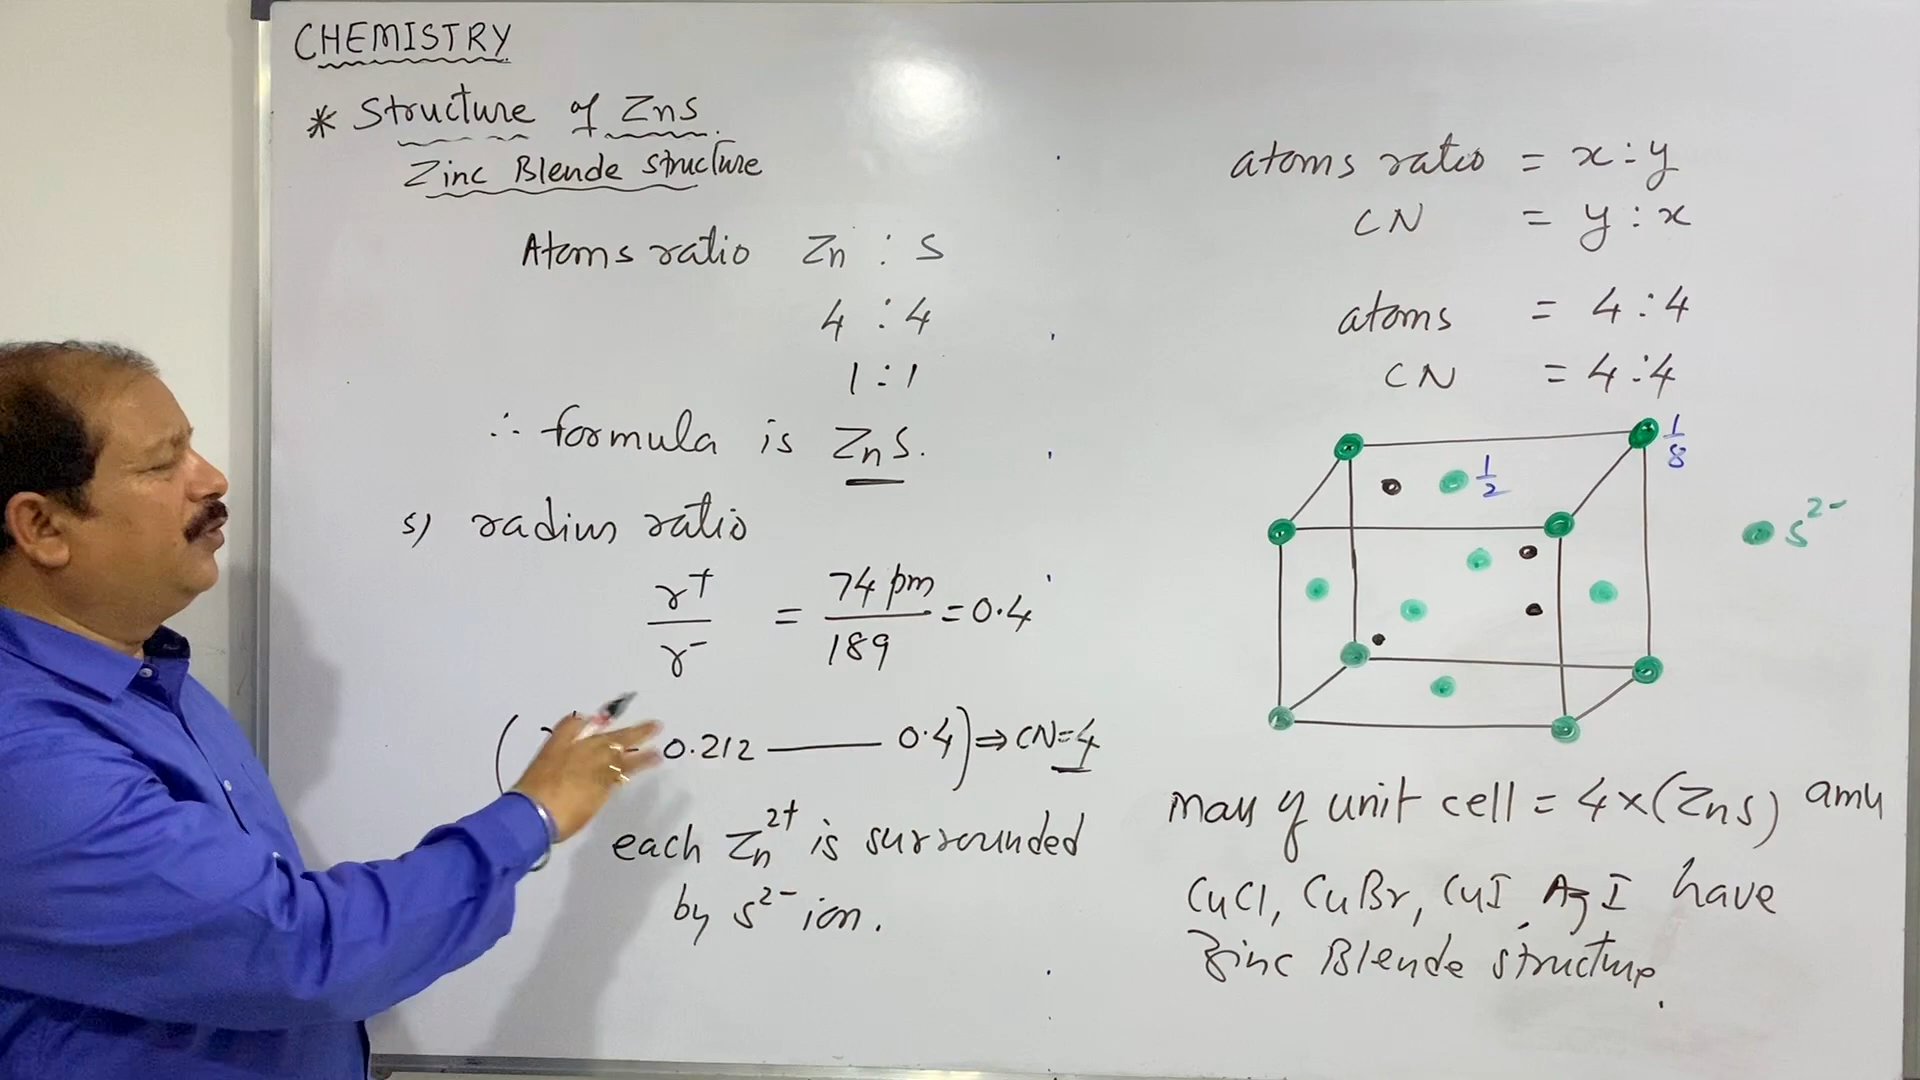 CHEMISTRY
* Structure of ZnS.
Zinc Blende structure
Atoms ratio Zn : S
4 : 4
1 : 1
∴ formula is ZnS.
5) radius ratio
r⁺/r⁻ = 74 pm/189 = 0.4
0.212 —— 0.4) ⇒ CN=4
each Zn²⁺ is surrounded
by S²⁻ ion.
atoms ratio = x : y
CN = y : x
atoms = 4 : 4
CN = 4 : 4
1/8
1/2
S²⁻
mass of unit cell = 4×(ZnS) amu
CuCl, CuBr, CuI, AgI have
Zinc Blende structure.